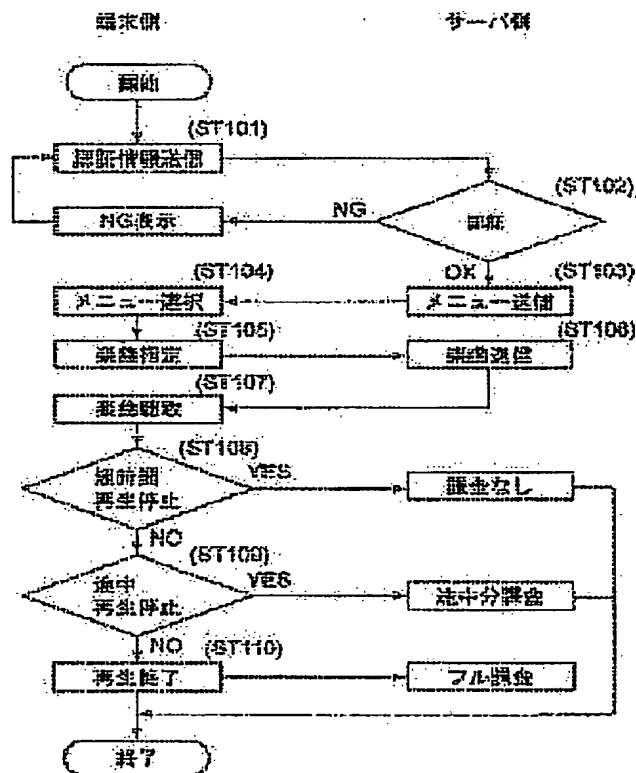 端末側
サーバ側
開始
(ST101)
認証情報送信
(ST102)
NG表示
NG
認証
OK
(ST104)
(ST103)
メニュー選択
メニュー送信
(ST105)
(ST106)
楽曲指定
楽曲送信
(ST107)
楽曲聴取
(ST108)
短時間
再生停止
YES
課金なし
NO
(ST109)
途中
再生停止
YES
途中分課金
NO
(ST110)
再生終了
フル課金
終了